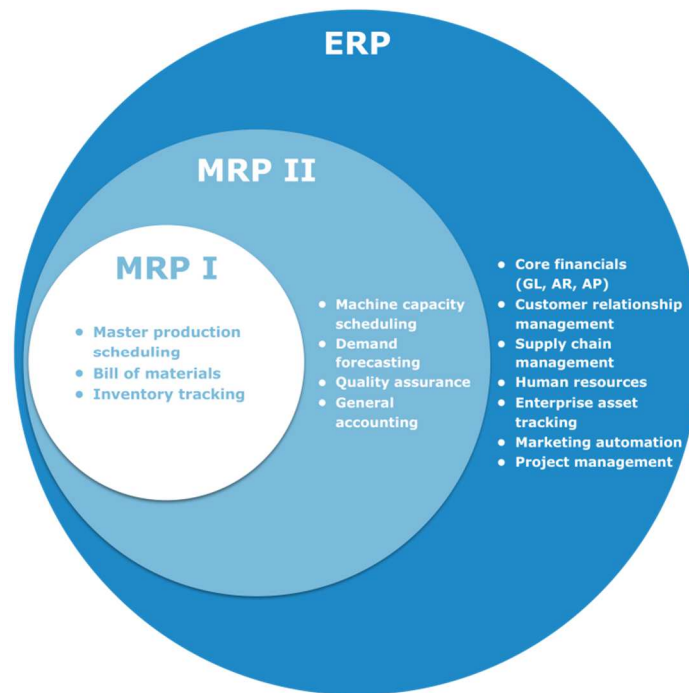 ERP
MRP II
MRP I
● Master production
scheduling
● Bill of materials
● Inventory tracking
● Machine capacity
scheduling
● Demand
forecasting
● Quality assurance
● General
accounting
● Core financials
(GL, AR, AP)
● Customer relationship
management
● Supply chain
management
● Human resources
● Enterprise asset
tracking
● Marketing automation
● Project management